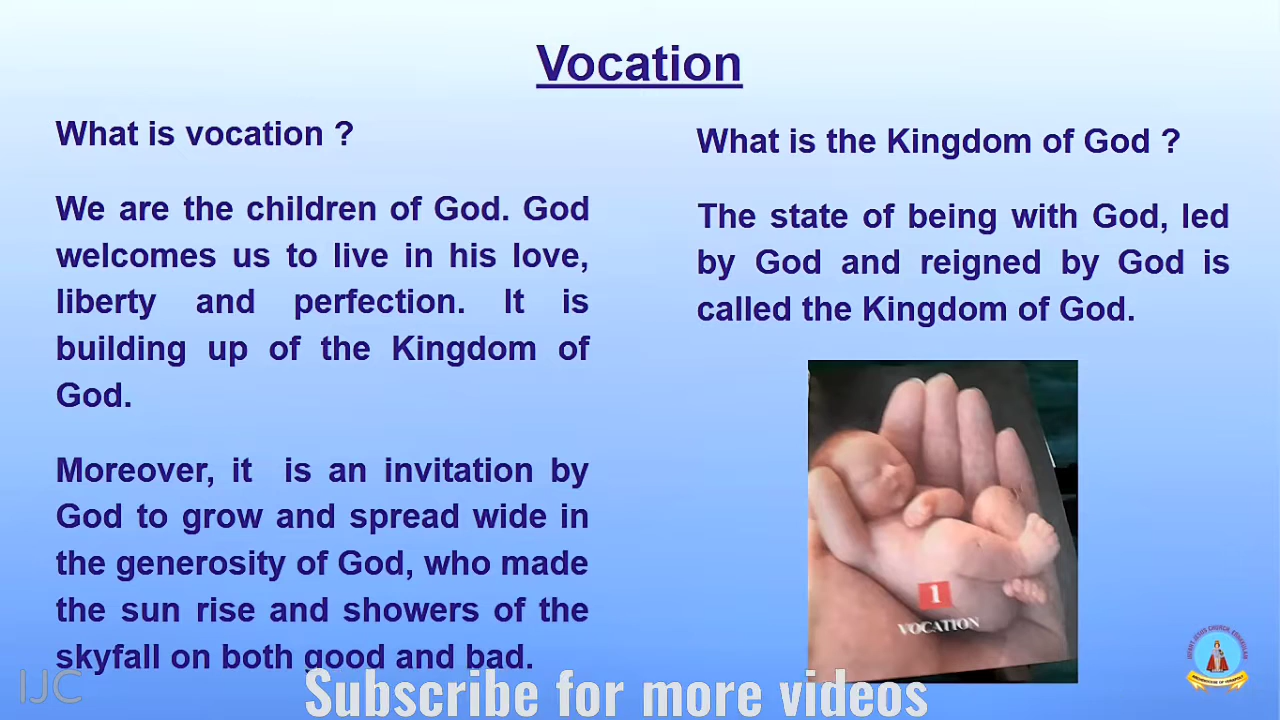 Vocation
What is vocation ?
We are the children of God. God
welcomes us to live in his love,
liberty and perfection. It is
building up of the Kingdom of
God.
Moreover, it is an invitation by
God to grow and spread wide in
the generosity of God, who made
the sun rise and showers of the
skyfall on both good and bad.
What is the Kingdom of God ?
The state of being with God, led
by God and reigned by God is
called the Kingdom of God.
1
VOCATION
IJC
Subscribe for more videos